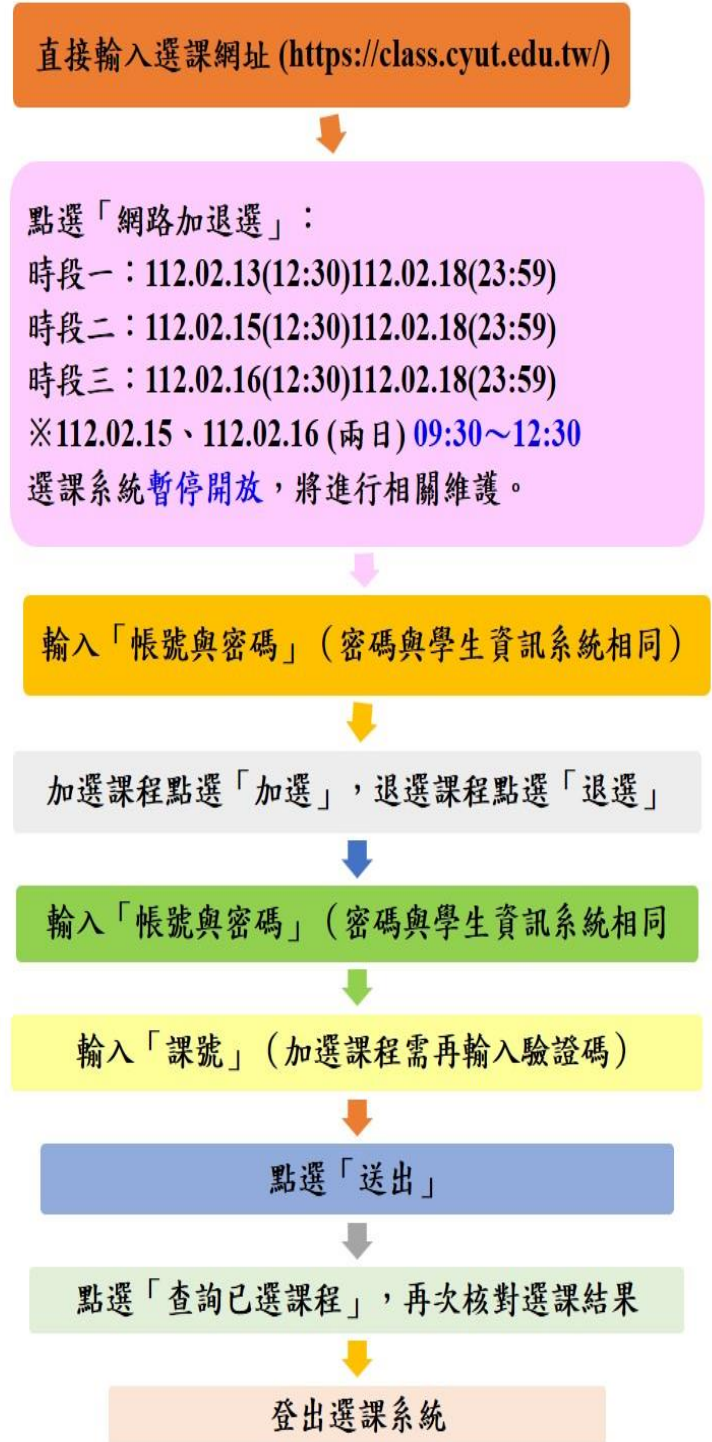 直接輸入選課網址 (https://class.cyut.edu.tw/)
點選「網路加退選」：
時段一：112.02.13(12:30)112.02.18(23:59)
時段二：112.02.15(12:30)112.02.18(23:59)
時段三：112.02.16(12:30)112.02.18(23:59)
※112.02.15、112.02.16 (兩日) 09:30～12:30
選課系統暫停開放，將進行相關維護。
輸入「帳號與密碼」（密碼與學生資訊系統相同）
加選課程點選「加選」，退選課程點選「退選」
輸入「帳號與密碼」（密碼與學生資訊系統相同
輸入「課號」（加選課程需再輸入驗證碼）
點選「送出」
點選「查詢已選課程」，再次核對選課結果
登出選課系統